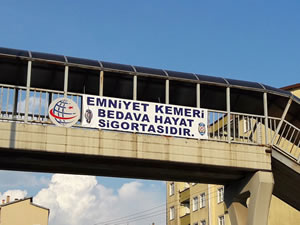 EMNİYET KEMERİ
BEDAVA HAYAT
SİGORTASIDIR.